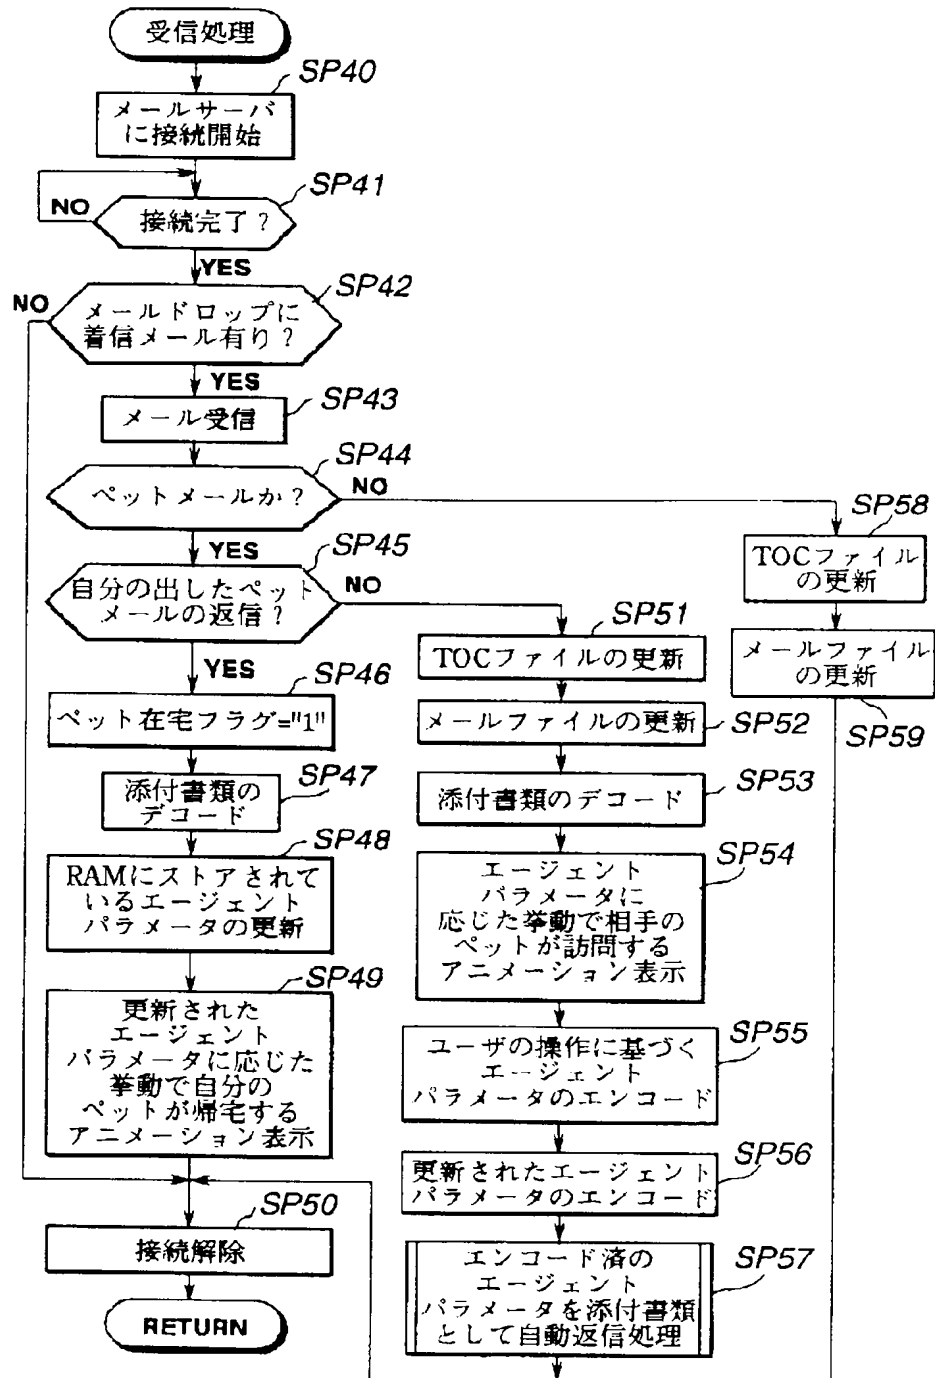 受信処理
SP40
メールサーバ
に接続開始
SP41
NO
接続完了？
YES
SP42
NO
メールドロップに
着信メール有り？
YES
SP43
メール受信
SP44
ペットメールか？
NO
YES
SP45
自分の出したペット
メールの返信？
NO
YES
SP46
ペット在宅フラグ="1"
SP47
添付書類の
デコード
SP48
RAMにストアされて
いるエージェント
パラメータの更新
SP49
更新された
エージェント
パラメータに応じた
挙動で自分の
ペットが帰宅する
アニメーション表示
SP50
接続解除
RETURN
SP51
TOCファイルの更新
メールファイルの更新
SP52
SP53
添付書類のデコード
SP54
エージェント
パラメータに
応じた挙動で相手の
ペットが訪問する
アニメーション表示
SP55
ユーザの操作に基づく
エージェント
パラメータのエンコード
SP56
更新されたエージェント
パラメータのエンコード
SP57
エンコード済の
エージェント
パラメータを添付書類
として自動返信処理
SP58
TOCファイル
の更新
メールファイル
の更新
SP59